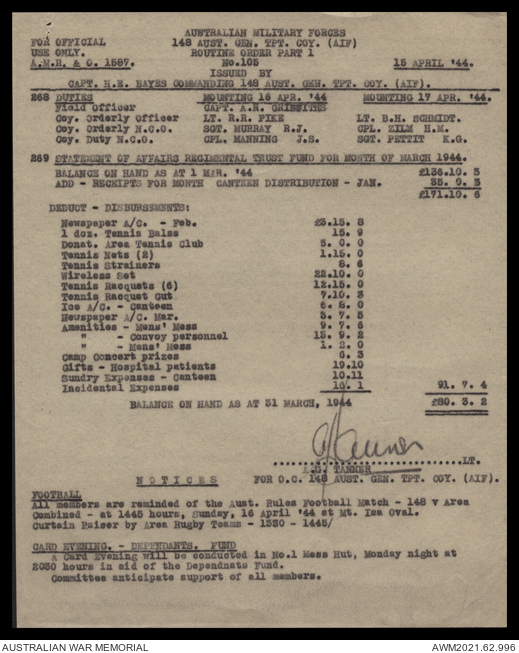 AUSTRALIAN MILITARY FORCES
FOR OFFICIAL 148 AUST. GEN. TPT. COY. (AIF)
USE ONLY. ROUTINE ORDER PART 1
A.M.R. & O. 1587. No.105 15 APRIL '44.
ISSUED BY
CAPT. H.E. HAYES COMMANDING 148 AUST. GEN. TPT. COY. (AIF).
268 DUTIES MOUNTING 16 APR. '44 MOUNTING 17 APR. '44.
Field Officer CAPT. A.R. GRIFFITHS
Coy. Orderly Officer LT. R.R. PIKE LT. B.H. SCHMIDT.
Coy. Orderly N.C.O. SGT. MURRAY R.J. CPL. ZILM H.M.
Coy. Duty N.C.O. CPL. MANNING J.S. SGT. PETTIT K.G.
269 STATEMENT OF AFFAIRS REGIMENTAL TRUST FUND FOR MONTH OF MARCH 1944.
BALANCE ON HAND AS AT 1 MAR. '44 £136.10. 3
ADD - RECEIPTS FOR MONTH CANTEEN DISTRIBUTION - JAN. 35. 0. 3
£171.10. 6
DEDUCT - DISBURSEMENTS:
Newspaper A/C. - Feb. £3.15. 8
1 doz. Tennis Balss 15. 9
Donat. Area Tennis Club 5. 0. 0
Tennis Nets (2) 1.15. 0
Tennis Strainers 8. 6
Wireless Set 22.10. 0
Tennis Racquets (6) 12.15. 0
Tennis Racquet Gut 7.10. 3
Ice A/C. - Canteen
Newspaper A/C. Mar. 3. 7. 5
Amenities - Mens' Mess 9. 7. 6
" - Convoy personnel 15. 9. 2
" - Mens' Mess 1. 2. 0
Camp Concert prizes 6. 3
Gifts - Hospital patients 19.10
Sundry Expenses - Canteen 10.11
Incidental Expenses 16. 1 91. 7. 4
BALANCE ON HAND AS AT 31 MARCH, 1944 £80. 3. 2
Tanner
LT.
A.G. TANNER
N O T I C E S FOR O.C. 148 AUST. GEN. TPT. COY. (AIF).
FOOTBALL
All members are reminded of the Aust. Rules Football Match - 148 v Area
Combined - at 1445 hours, Sunday, 16 April '44 at Mt. Isa Oval.
Curtain Raiser by Area Rugby Teams - 1330 - 1445/
CARD EVENING. - DEPENDANTS. FUND
A Card Evening will be conducted in No.1 Mess Hut, Monday night at
2030 hours in aid of the Dependnats Fund.
Committee anticipate support of all members.
AUSTRALIAN WAR MEMORIAL AWM2021.62.996